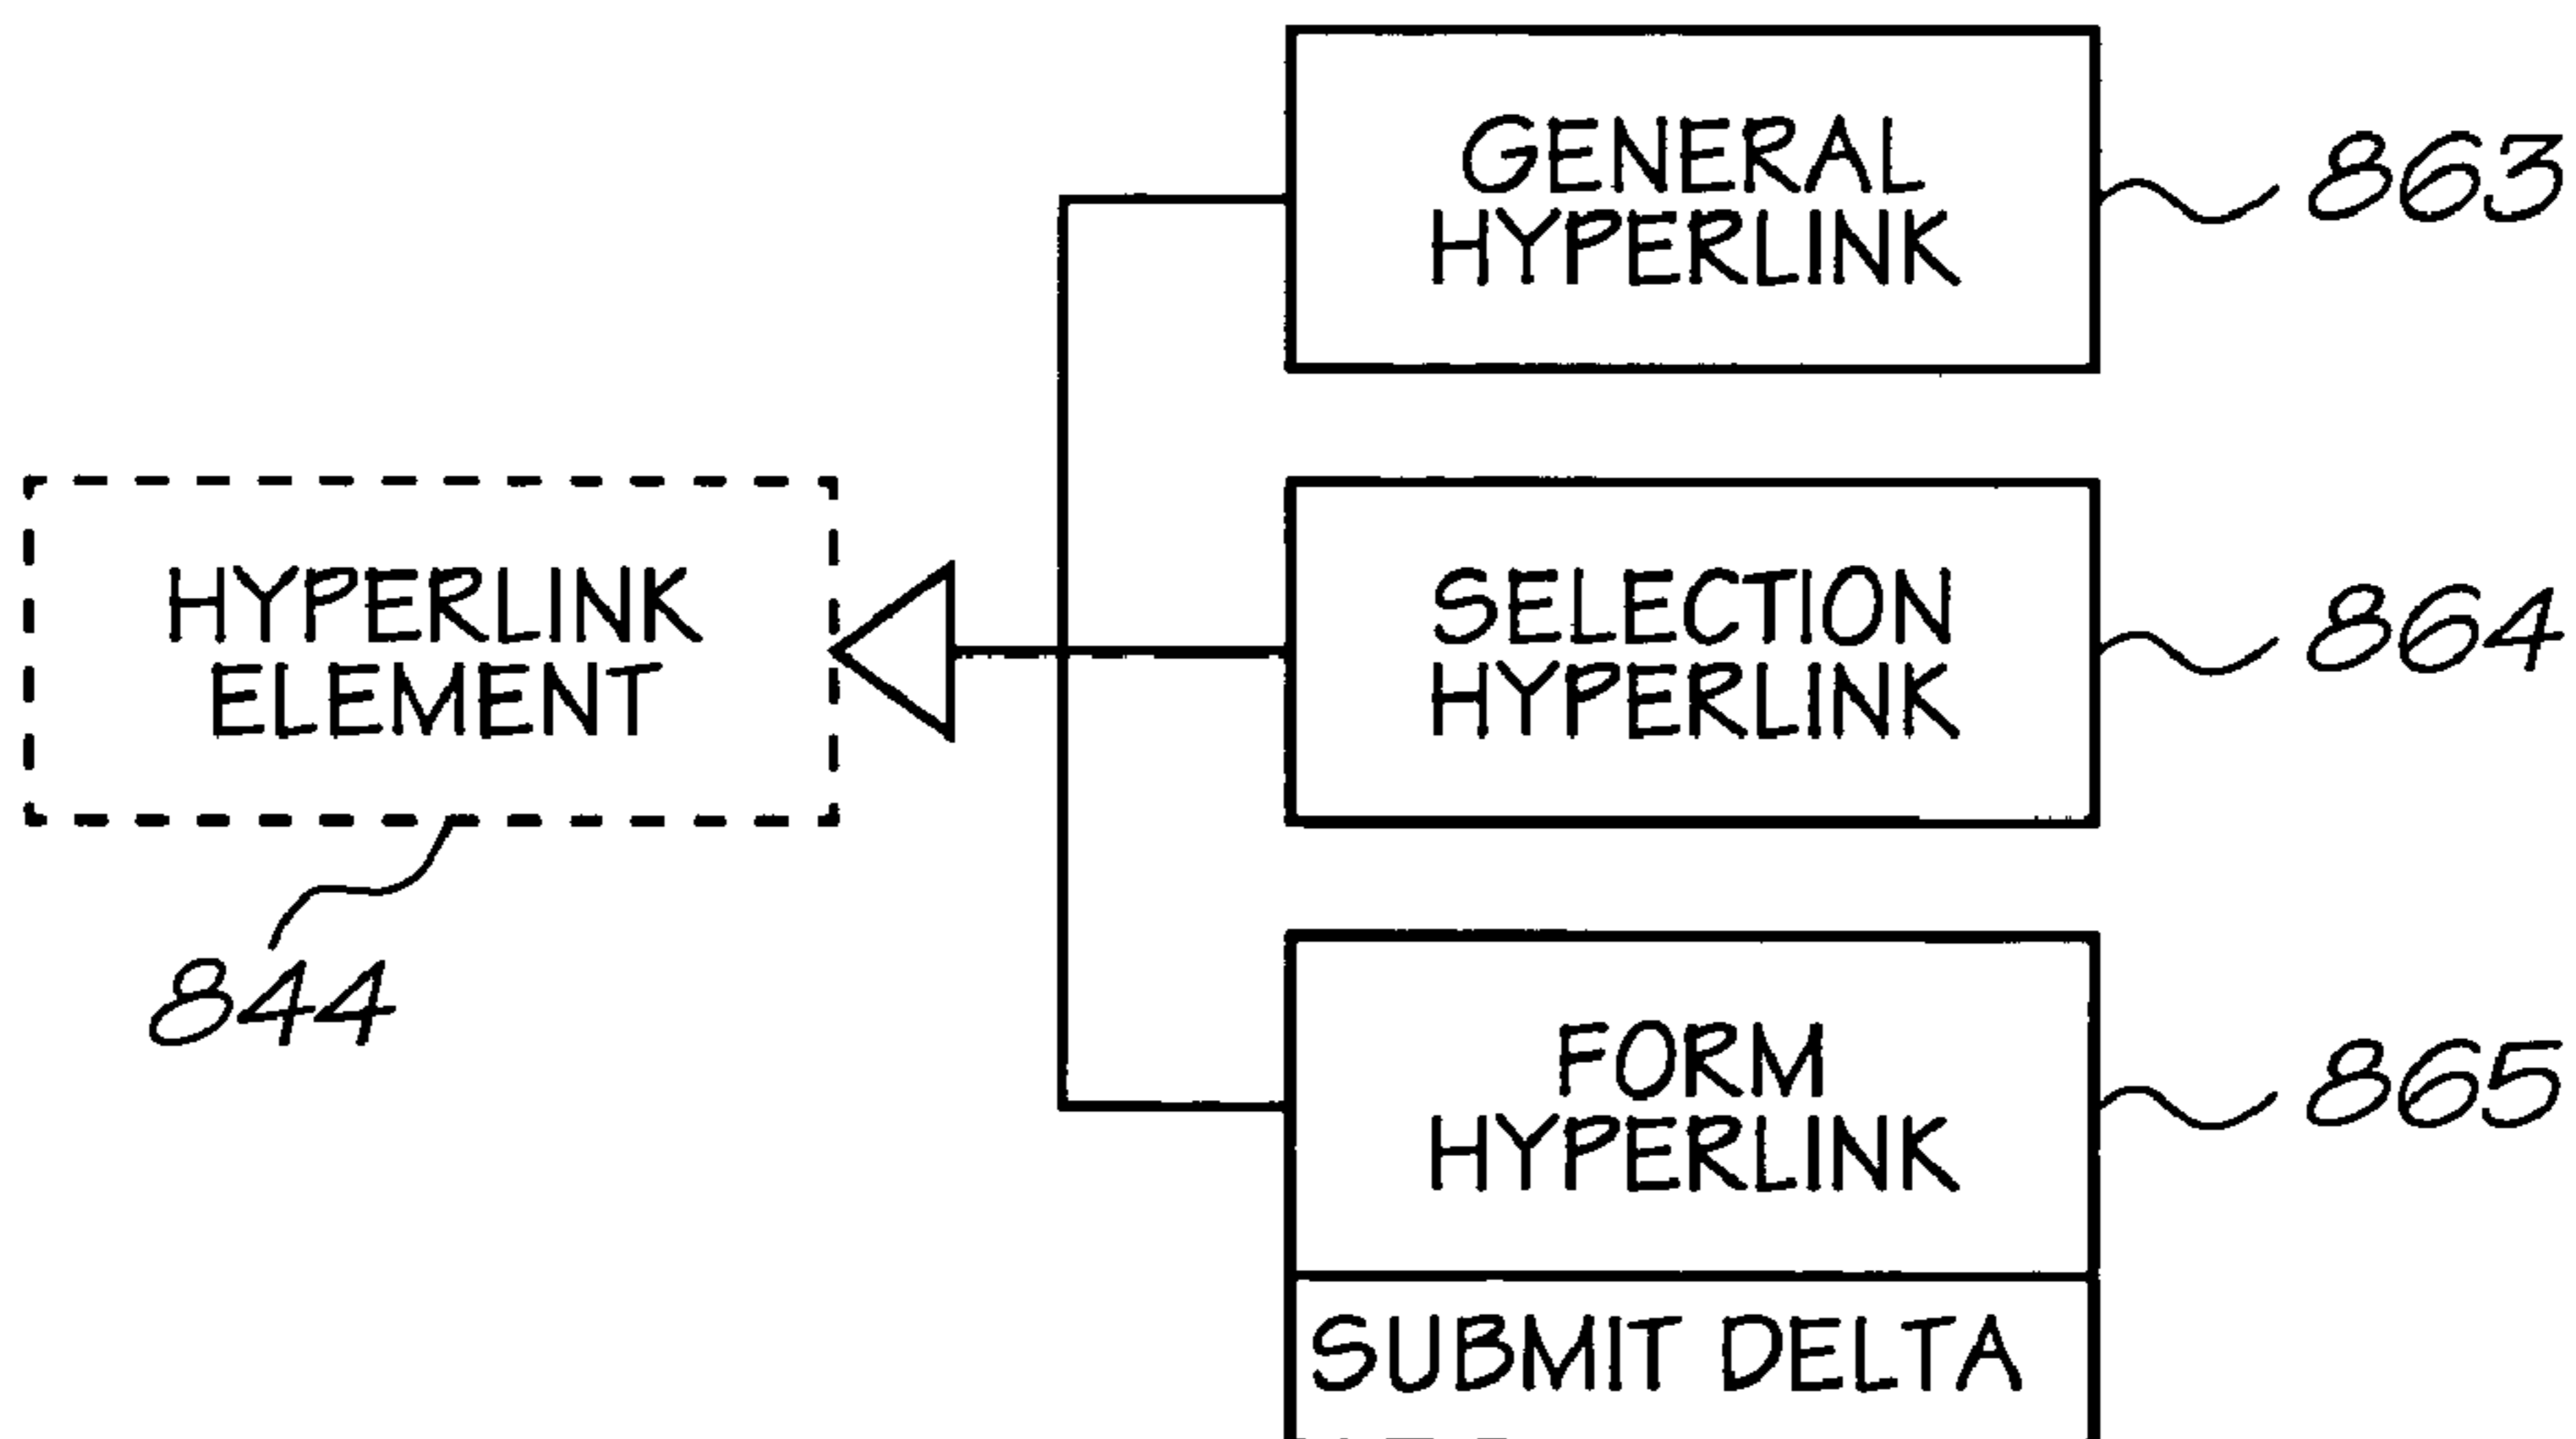 GENERAL
HYPERLINK
863
HYPERLINK
ELEMENT
844
SELECTION
HYPERLINK
864
FORM
HYPERLINK
865
SUBMIT DELTA